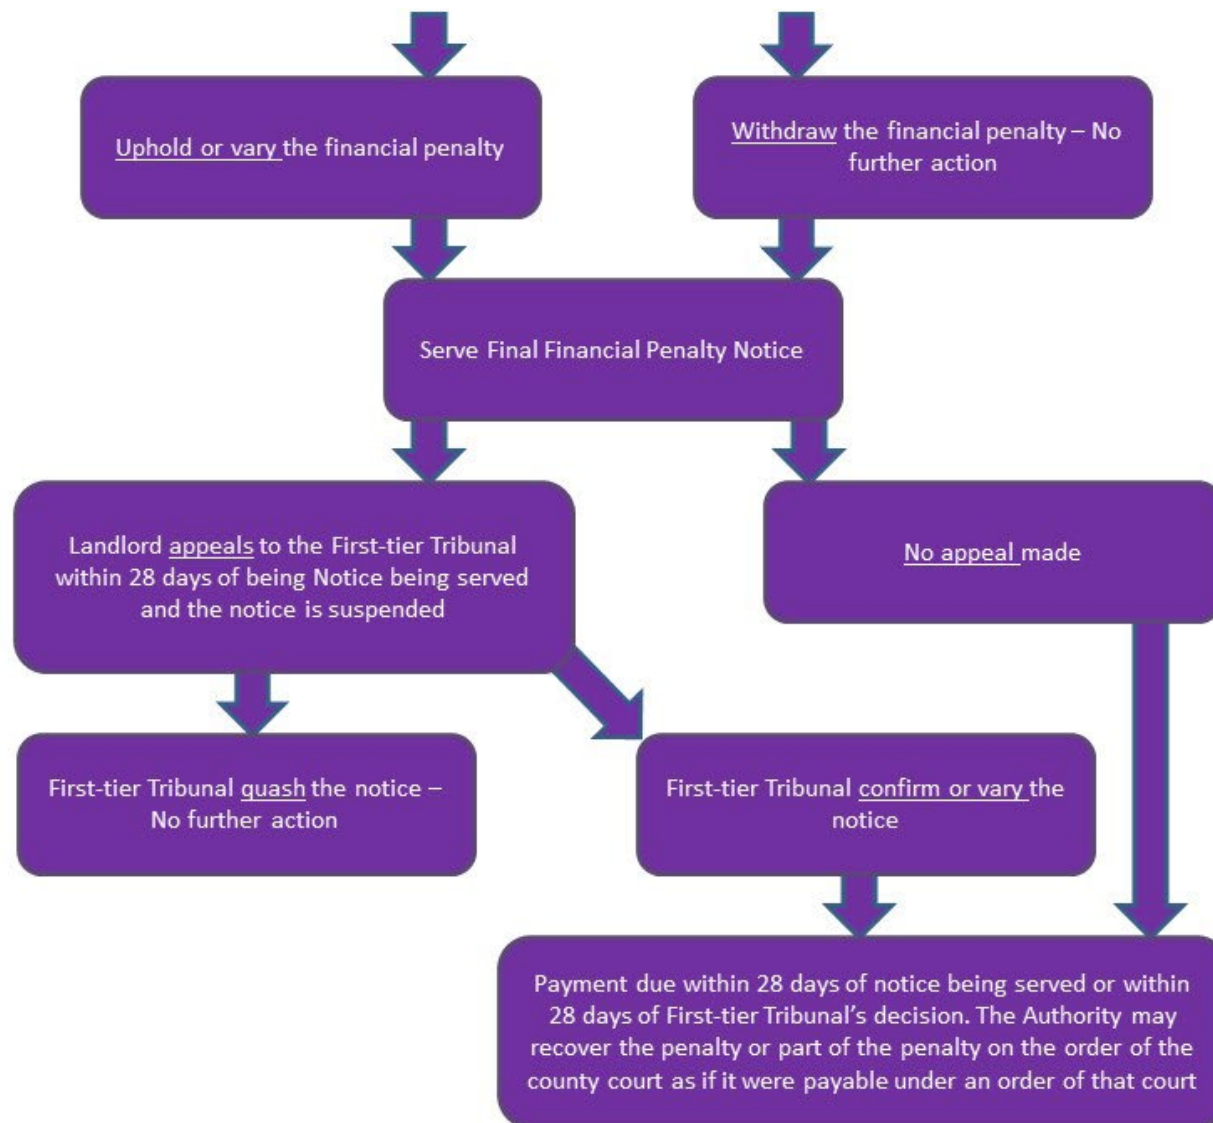 Uphold or vary the financial penalty
Withdraw the financial penalty – No
further action
Serve Final Financial Penalty Notice
Landlord appeals to the First-tier Tribunal
within 28 days of being Notice being served
and the notice is suspended
No appeal made
First-tier Tribunal quash the notice –
No further action
First-tier Tribunal confirm or vary the
notice
Payment due within 28 days of notice being served or within
28 days of First-tier Tribunal’s decision. The Authority may
recover the penalty or part of the penalty on the order of the
county court as if it were payable under an order of that court